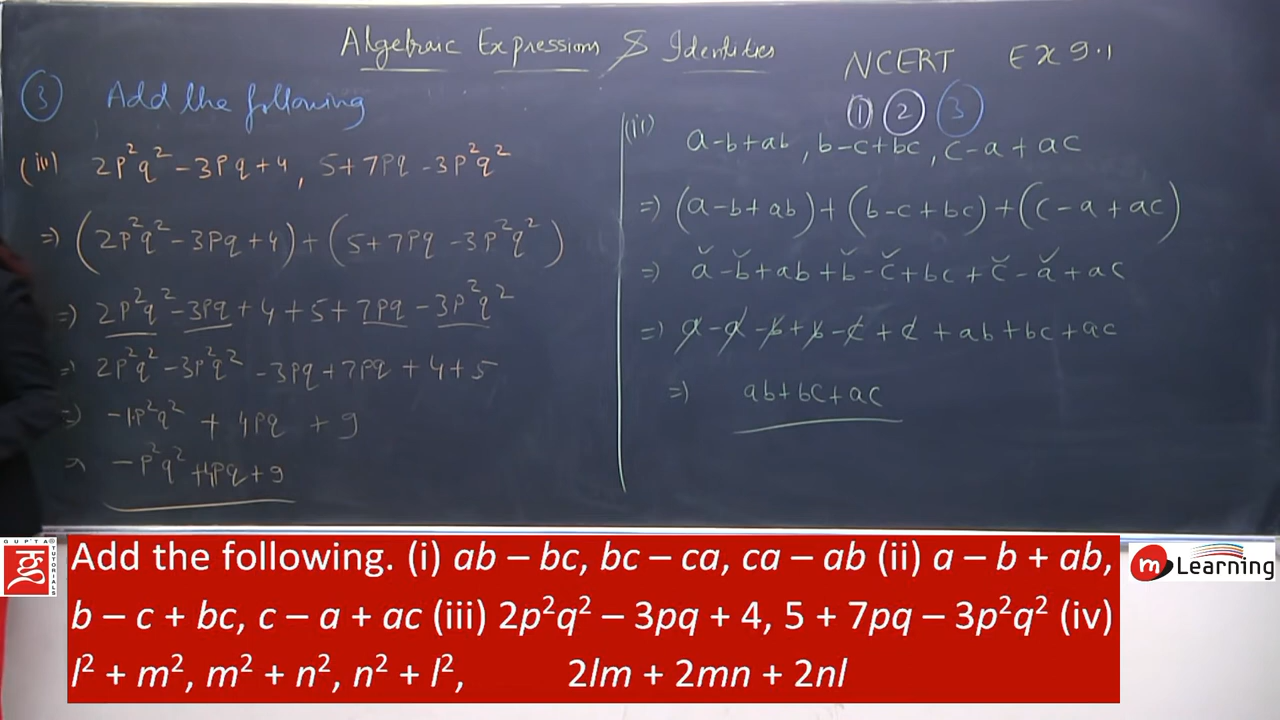 Algebraic Expressions & Identities
NCERT Ex 9.1
① ② ③
③ Add the following
(iii) 2p²q² - 3pq + 4, 5 + 7pq - 3p²q²
⇒ (2p²q² - 3pq + 4) + (5 + 7pq - 3p²q²)
⇒ 2p²q² - 3pq + 4 + 5 + 7pq - 3p²q²
⇒ 2p²q² - 3p²q² - 3pq + 7pq + 4 + 5
⇒ -1p²q² + 4pq + 9
⇒ -p²q² + 4pq + 9
(ii) a - b + ab, b - c + bc, c - a + ac
⇒ (a - b + ab) + (b - c + bc) + (c - a + ac)
⇒ a - b + ab + b - c + bc + c - a + ac
⇒ a - a - b + b - c + c + ab + bc + ac
⇒ ab + bc + ac
GUPTA TUTORIALS
Add the following. (i) ab – bc, bc – ca, ca – ab (ii) a – b + ab,
b – c + bc, c – a + ac (iii) 2p²q² – 3pq + 4, 5 + 7pq – 3p²q² (iv)
l² + m², m² + n², n² + l², 2lm + 2mn + 2nl
m Learning